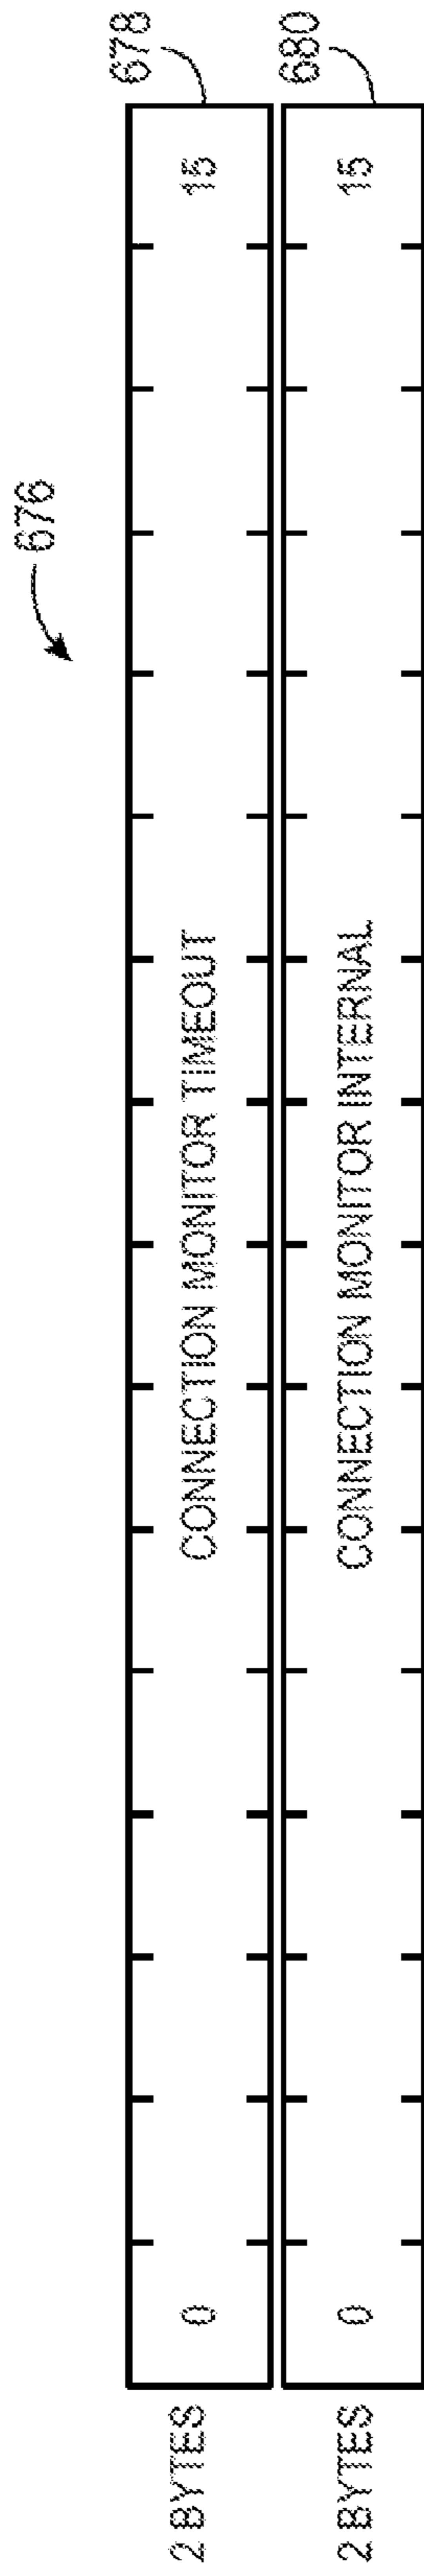 676
2 BYTES 0 CONNECTION MONITOR TIMEOUT 15 678
2 BYTES 0 CONNECTION MONITOR INTERNAL 15 680